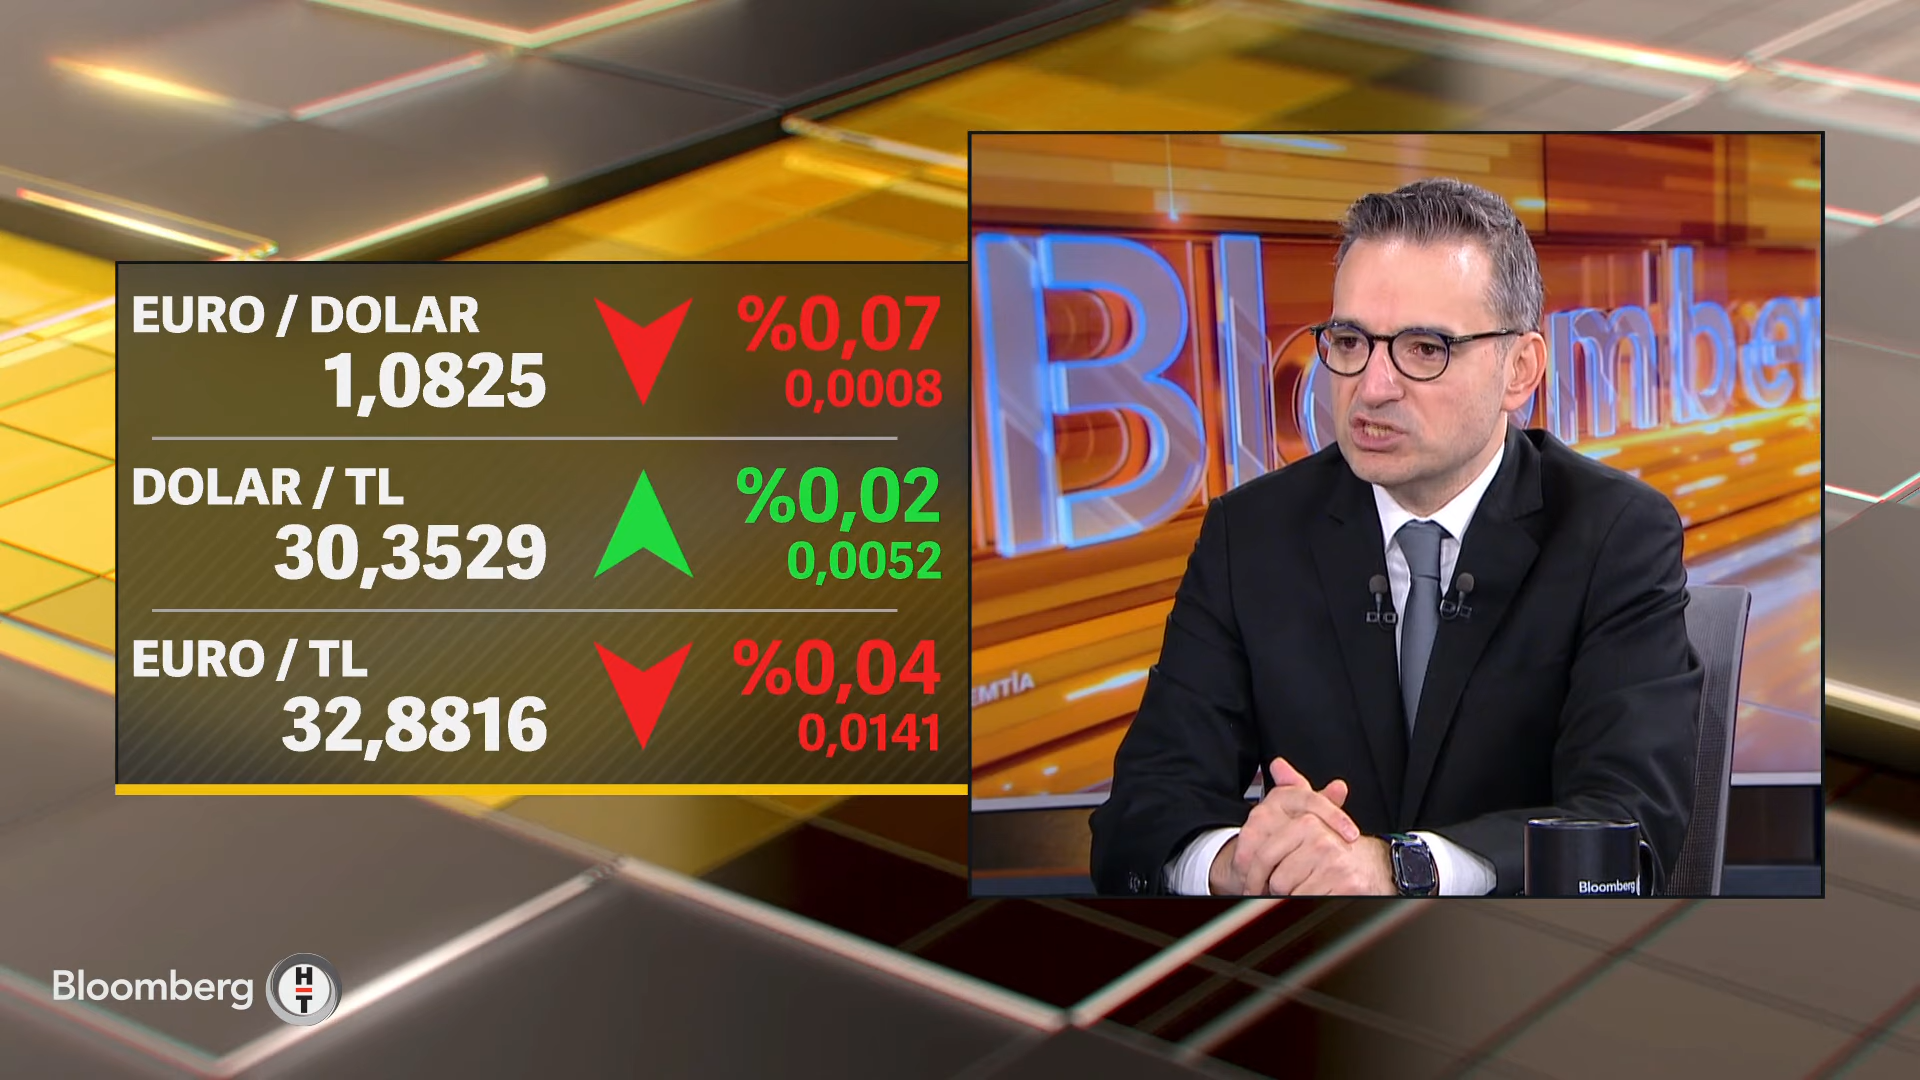 EURO / DOLAR
1,0825
%0,07
0,0008
DOLAR / TL
30,3529
%0,02
0,0052
EURO / TL
32,8816
%0,04
0,0141
Bloomberg
EMTİA
Bloomberg
Bloomberg
HT